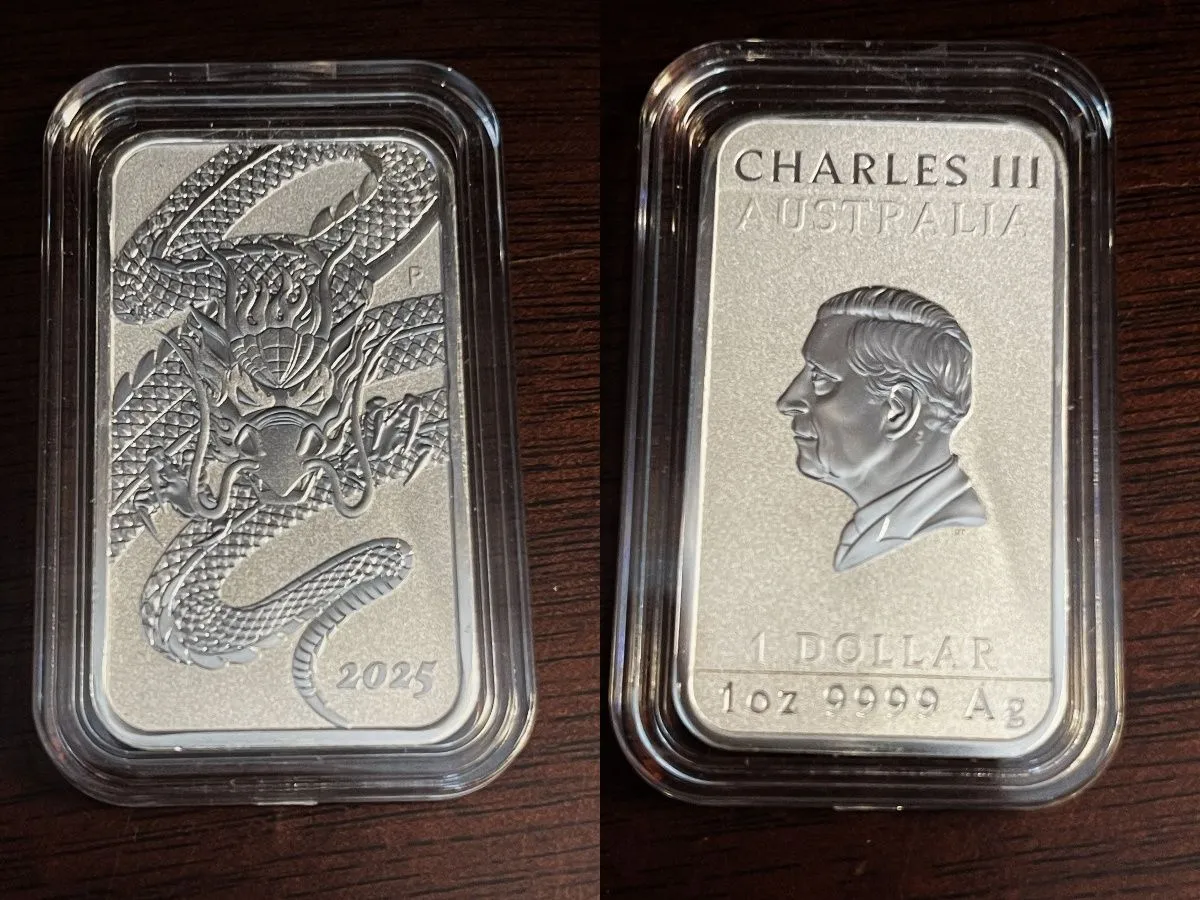 P
2025
CHARLES III
AUSTRALIA
1 DOLLAR
1oz 9999 Ag